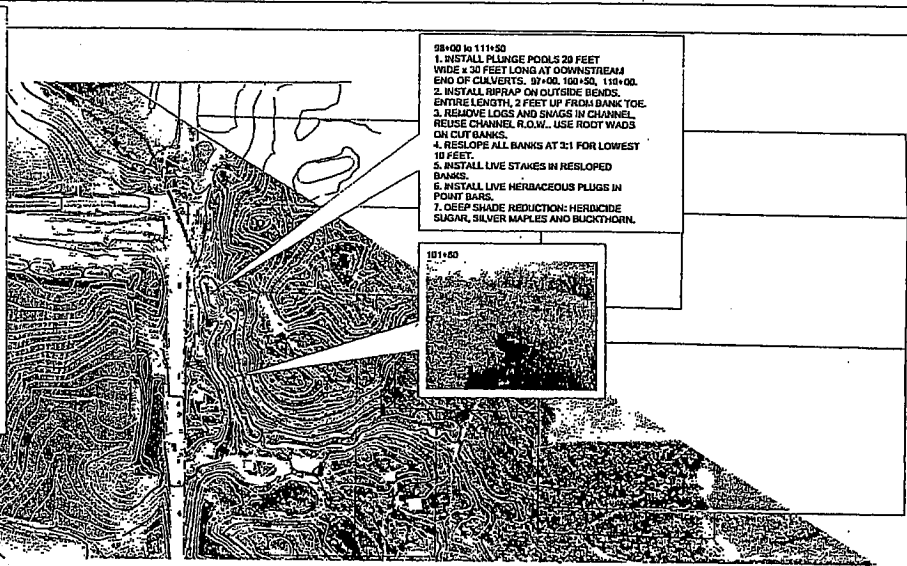 98+00 to 111+50
1. INSTALL PLUNGE POOLS 20 FEET
WIDE x 30 FEET LONG AT DOWNSTREAM
END OF CULVERTS. 97+00, 100+50, 110+00.
2. INSTALL RIPRAP ON OUTSIDE BENDS.
ENTIRE LENGTH, 2 FEET UP FROM BANK TOE.
3. REMOVE LOGS AND SNAGS IN CHANNEL,
REUSE CHANNEL R.O.W.. USE ROOT WADS
ON CUT BANKS.
4. RESLOPE ALL BANKS AT 3:1 FOR LOWEST
10 FEET.
5. INSTALL LIVE STAKES IN RESLOPED
BANKS.
6. INSTALL LIVE HERBACEOUS PLUGS IN
POINT BARS.
7. DEEP SHADE REDUCTION: HERBICIDE
SUGAR, SILVER MAPLES AND BUCKTHORN.
101+60